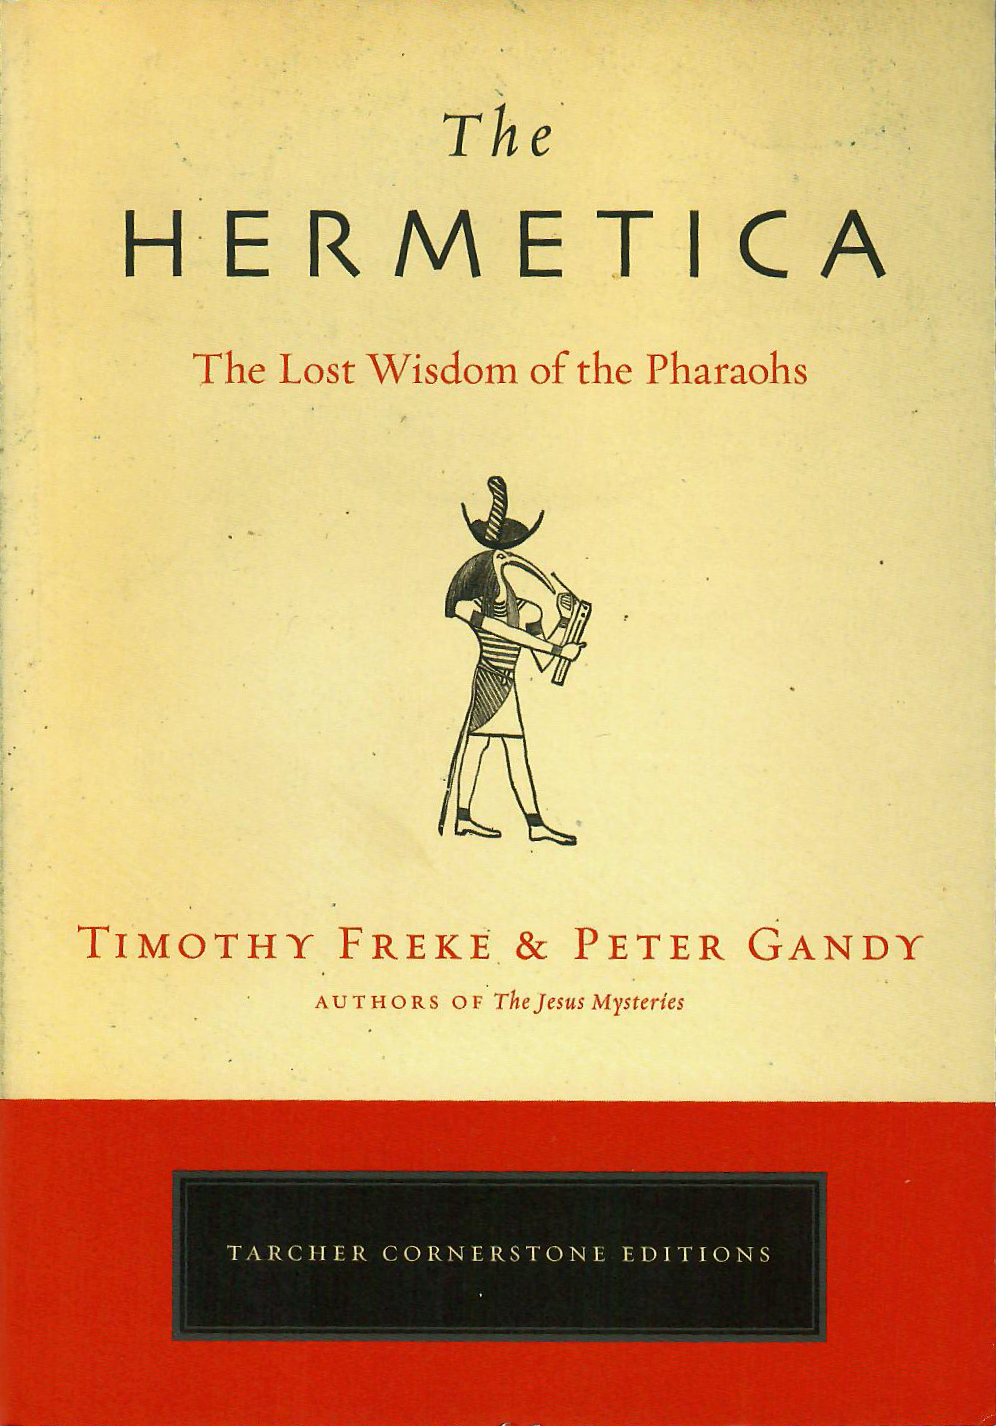 The
HERMETICA
The Lost Wisdom of the Pharaohs
TIMOTHY FREKE & PETER GANDY
AUTHORS OF The Jesus Mysteries
TARCHER CORNERSTONE EDITIONS